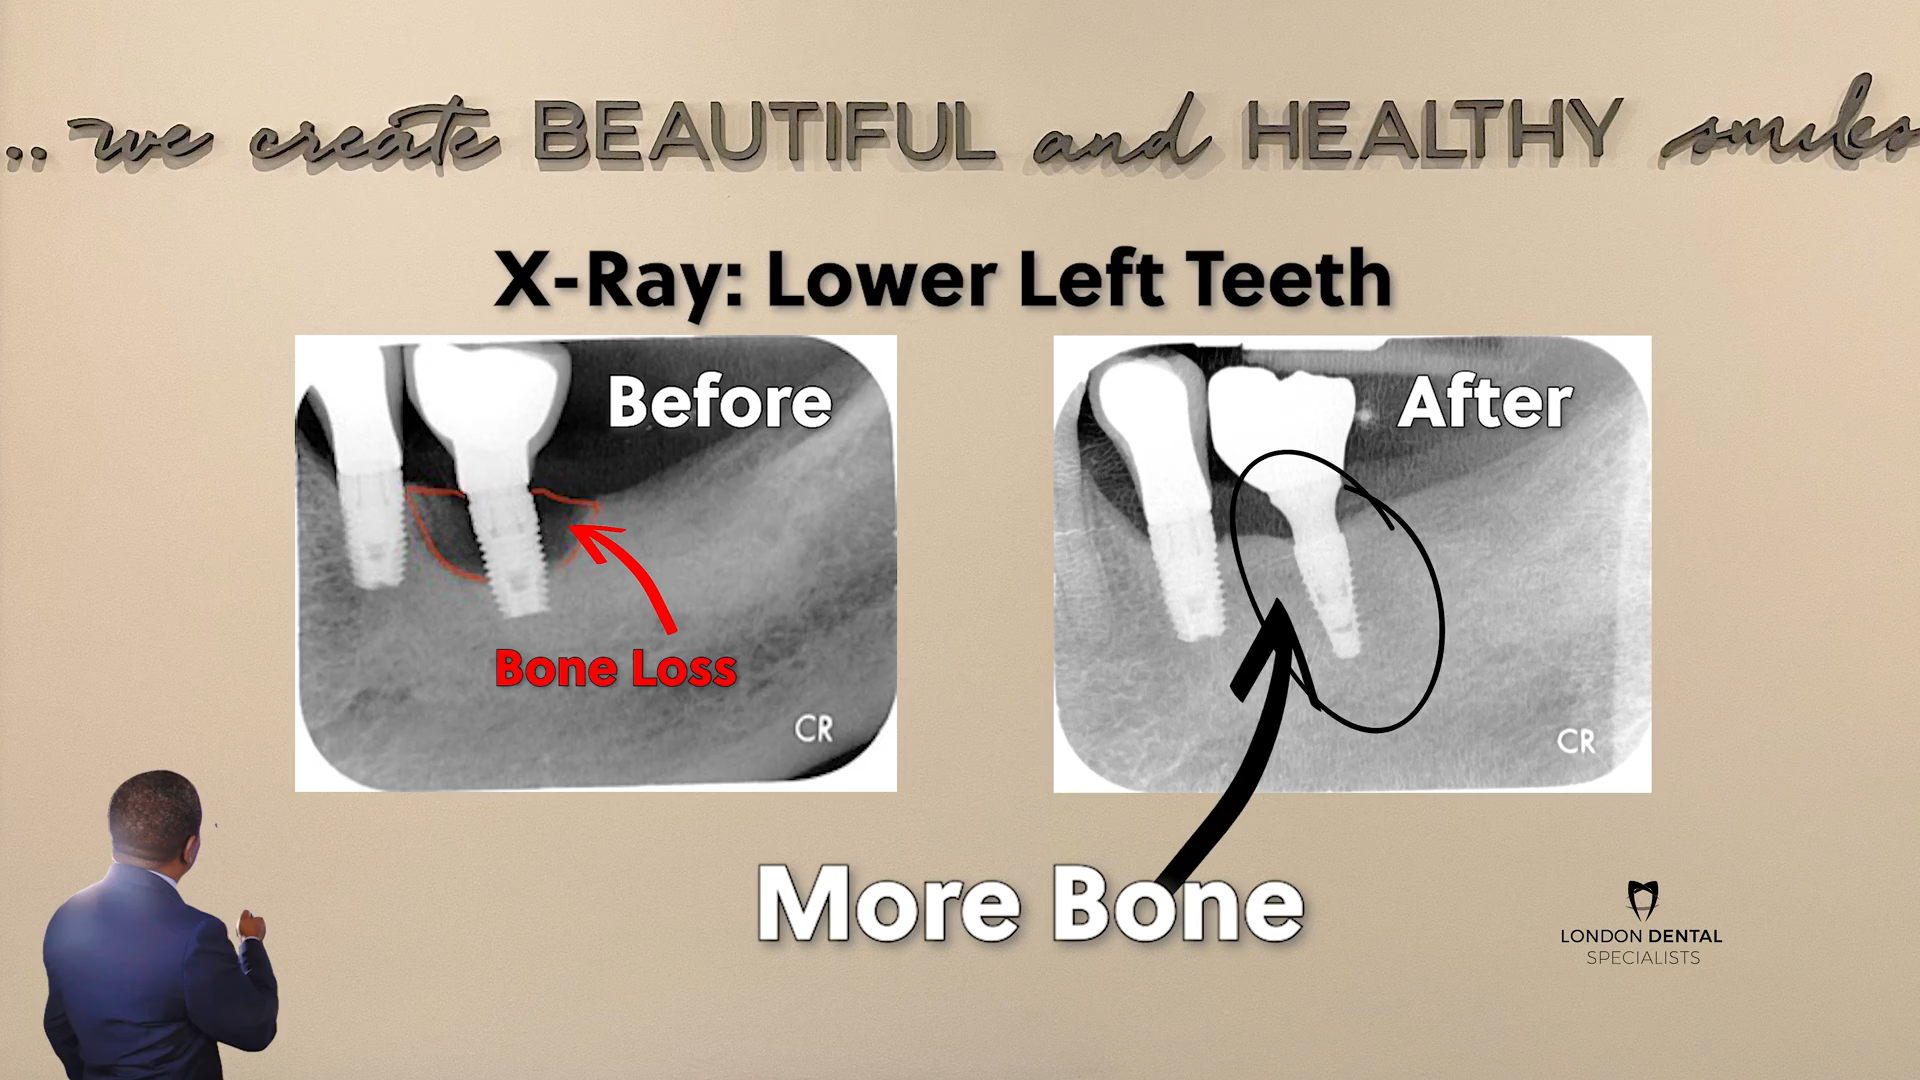 .. we create BEAUTIFUL and HEALTHY smiles
X-Ray: Lower Left Teeth
Before
Bone Loss
CR
After
CR
More Bone
LONDON DENTAL
SPECIALISTS